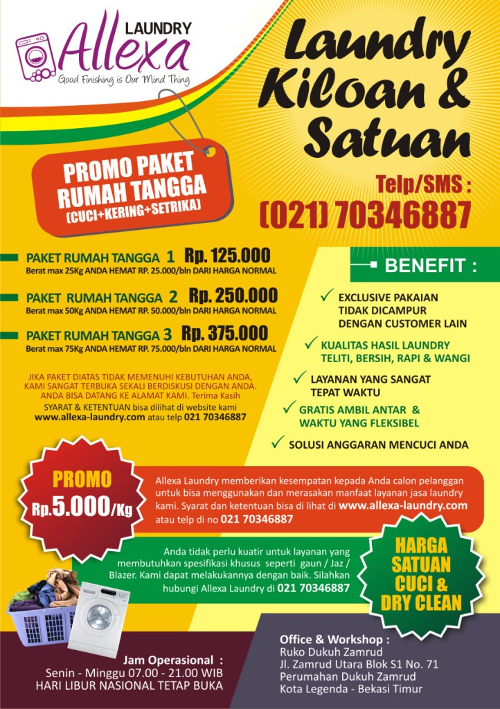 LAUNDRY
Allexa
Good Finishing is Our Mind Thing
Laundry
Kiloan &
Satuan
Telp/SMS :
(021) 70346887
PROMO PAKET
RUMAH TANGGA
(CUCI+KERING+SETRIKA)
PAKET RUMAH TANGGA 1 Rp. 125.000
Berat max 25Kg ANDA HEMAT RP. 25.000/bln DARI HARGA NORMAL
PAKET RUMAH TANGGA 2 Rp. 250.000
Berat max 50Kg ANDA HEMAT RP. 50.000/bln DARI HARGA NORMAL
PAKET RUMAH TANGGA 3 Rp. 375.000
Berat max 75Kg ANDA HEMAT RP. 75.000/bln DARI HARGA NORMAL
JIKA PAKET DIATAS TIDAK MEMENUHI KEBUTUHAN ANDA,
KAMI SANGAT TERBUKA SEKALI BERDISKUSI DENGAN ANDA.
ANDA BISA DATANG KE ALAMAT KAMI. Terima Kasih
SYARAT & KETENTUAN bisa dilihat di website kami
www.allexa-laundry.com atau telp 021 70346887
BENEFIT :
EXCLUSIVE PAKAIAN
TIDAK DICAMPUR
DENGAN CUSTOMER LAIN
KUALITAS HASIL LAUNDRY
TELITI, BERSIH, RAPI & WANGI
LAYANAN YANG SANGAT
TEPAT WAKTU
GRATIS AMBIL ANTAR &
WAKTU YANG FLEKSIBEL
SOLUSI ANGGARAN MENCUCI ANDA
PROMO
Rp.5.000/Kg
Allexa Laundry memberikan kesempatan kepada Anda calon pelanggan
untuk bisa menggunakan dan merasakan manfaat layanan jasa laundry
kami. Syarat dan ketentuan bisa di lihat di www.allexa-laundry.com
atau telp di no 021 70346887
Anda tidak perlu kuatir untuk layanan yang
membutuhkan spesifikasi khusus seperti gaun / Jaz /
Blazer. Kami dapat melakukannya dengan baik. Silahkan
hubungi Allexa Laundry di 021 70346887
HARGA
SATUAN
CUCI &
DRY CLEAN
Jam Operasional :
Senin - Minggu 07.00 - 21.00 WIB
HARI LIBUR NASIONAL TETAP BUKA
Office & Workshop :
Ruko Dukuh Zamrud
Jl. Zamrud Utara Blok S1 No. 71
Perumahan Dukuh Zamrud
Kota Legenda - Bekasi Timur